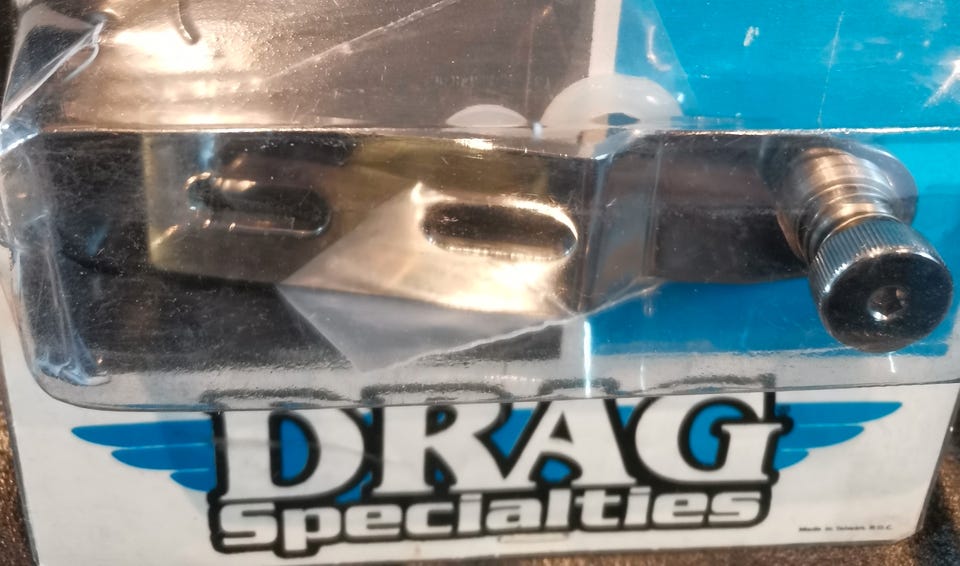 DRAG
Specialties
Made in Taiwan R.O.C.